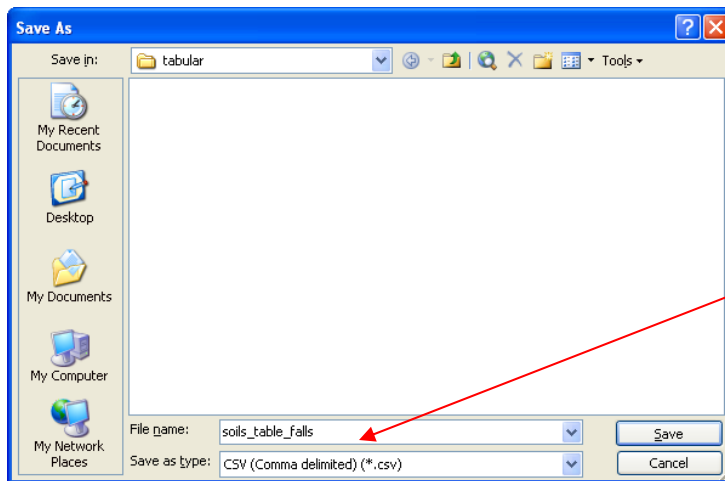 Save As
Save in:
tabular
Tools
My Recent
Documents
Desktop
My Documents
My Computer
My Network
Places
File name:
soils_table_falls
Save
Save as type:
CSV (Comma delimited) (*.csv)
Cancel